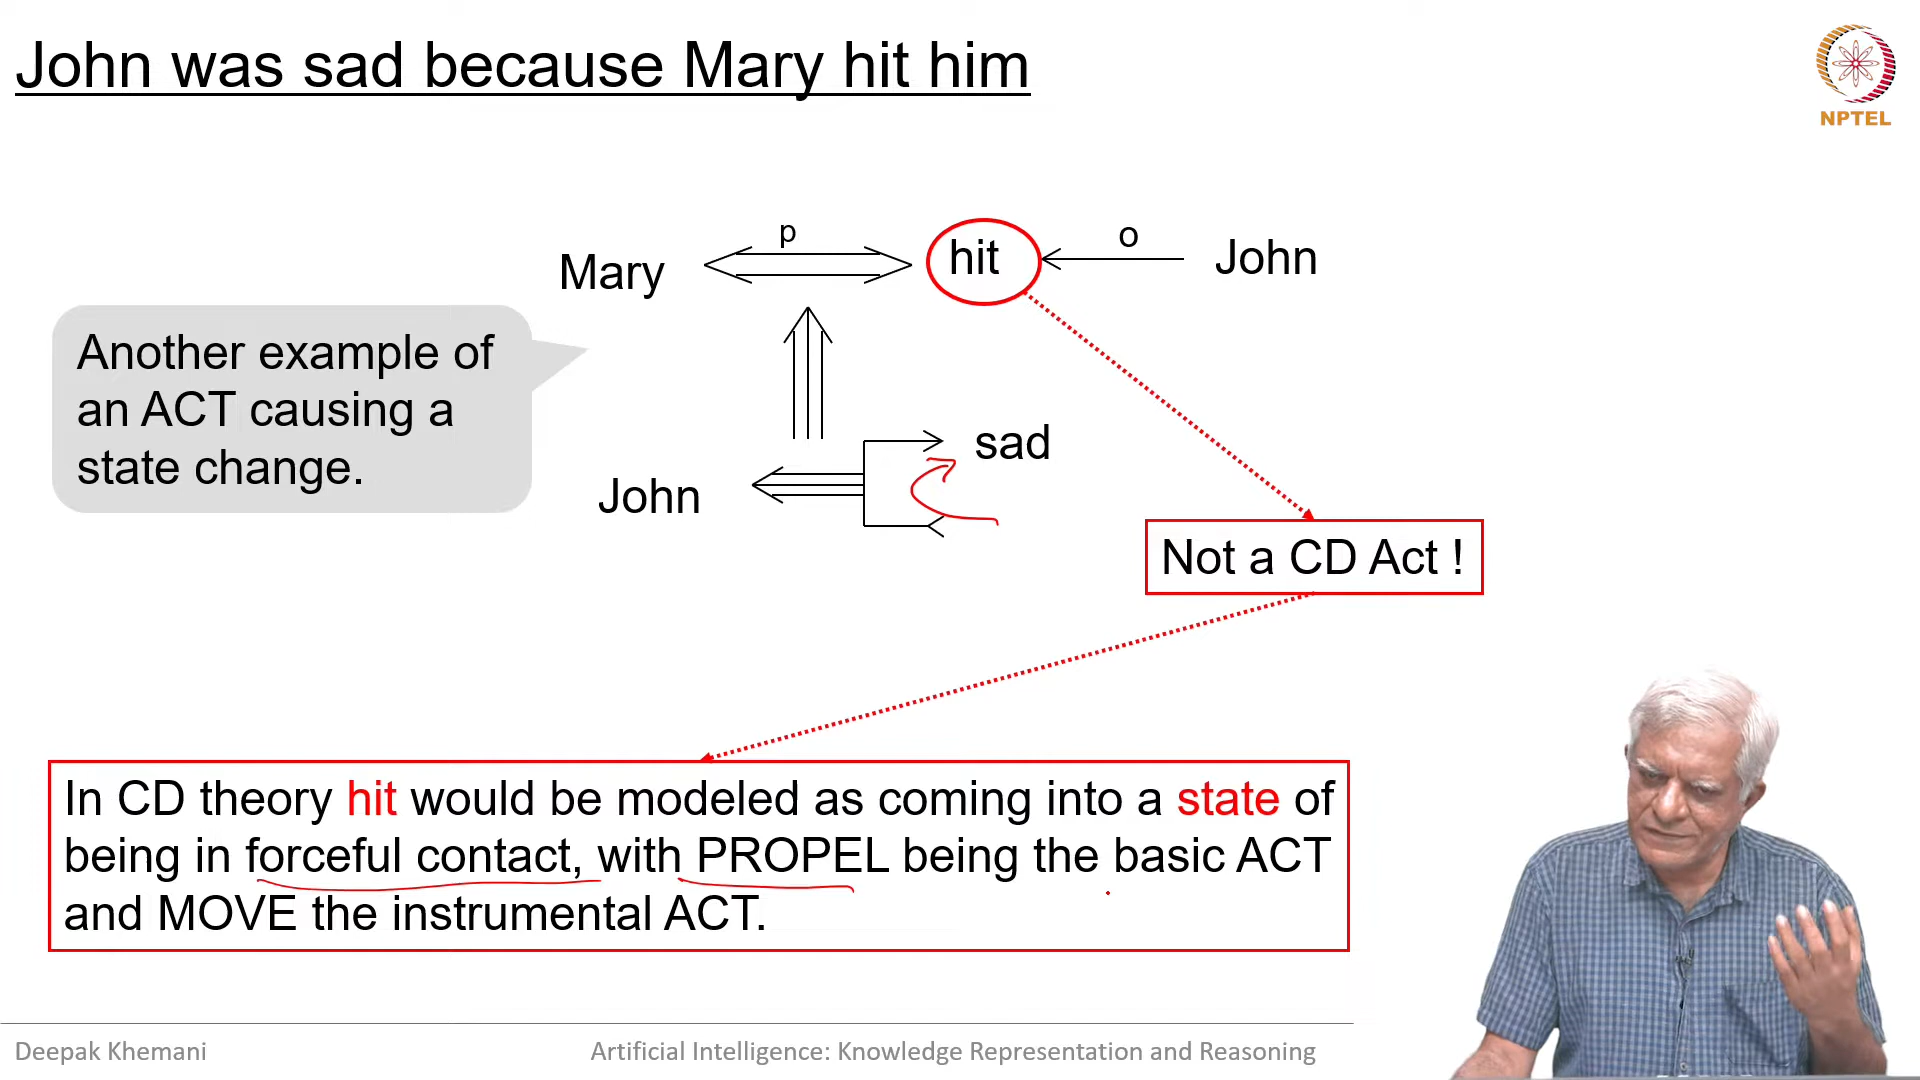 John was sad because Mary hit him
NPTEL
p
o
Mary
hit
John
Another example of
an ACT causing a
state change.
sad
John
Not a CD Act !
In CD theory hit would be modeled as coming into a state of
being in forceful contact, with PROPEL being the basic ACT
and MOVE the instrumental ACT.
Deepak Khemani
Artificial Intelligence: Knowledge Representation and Reasoning